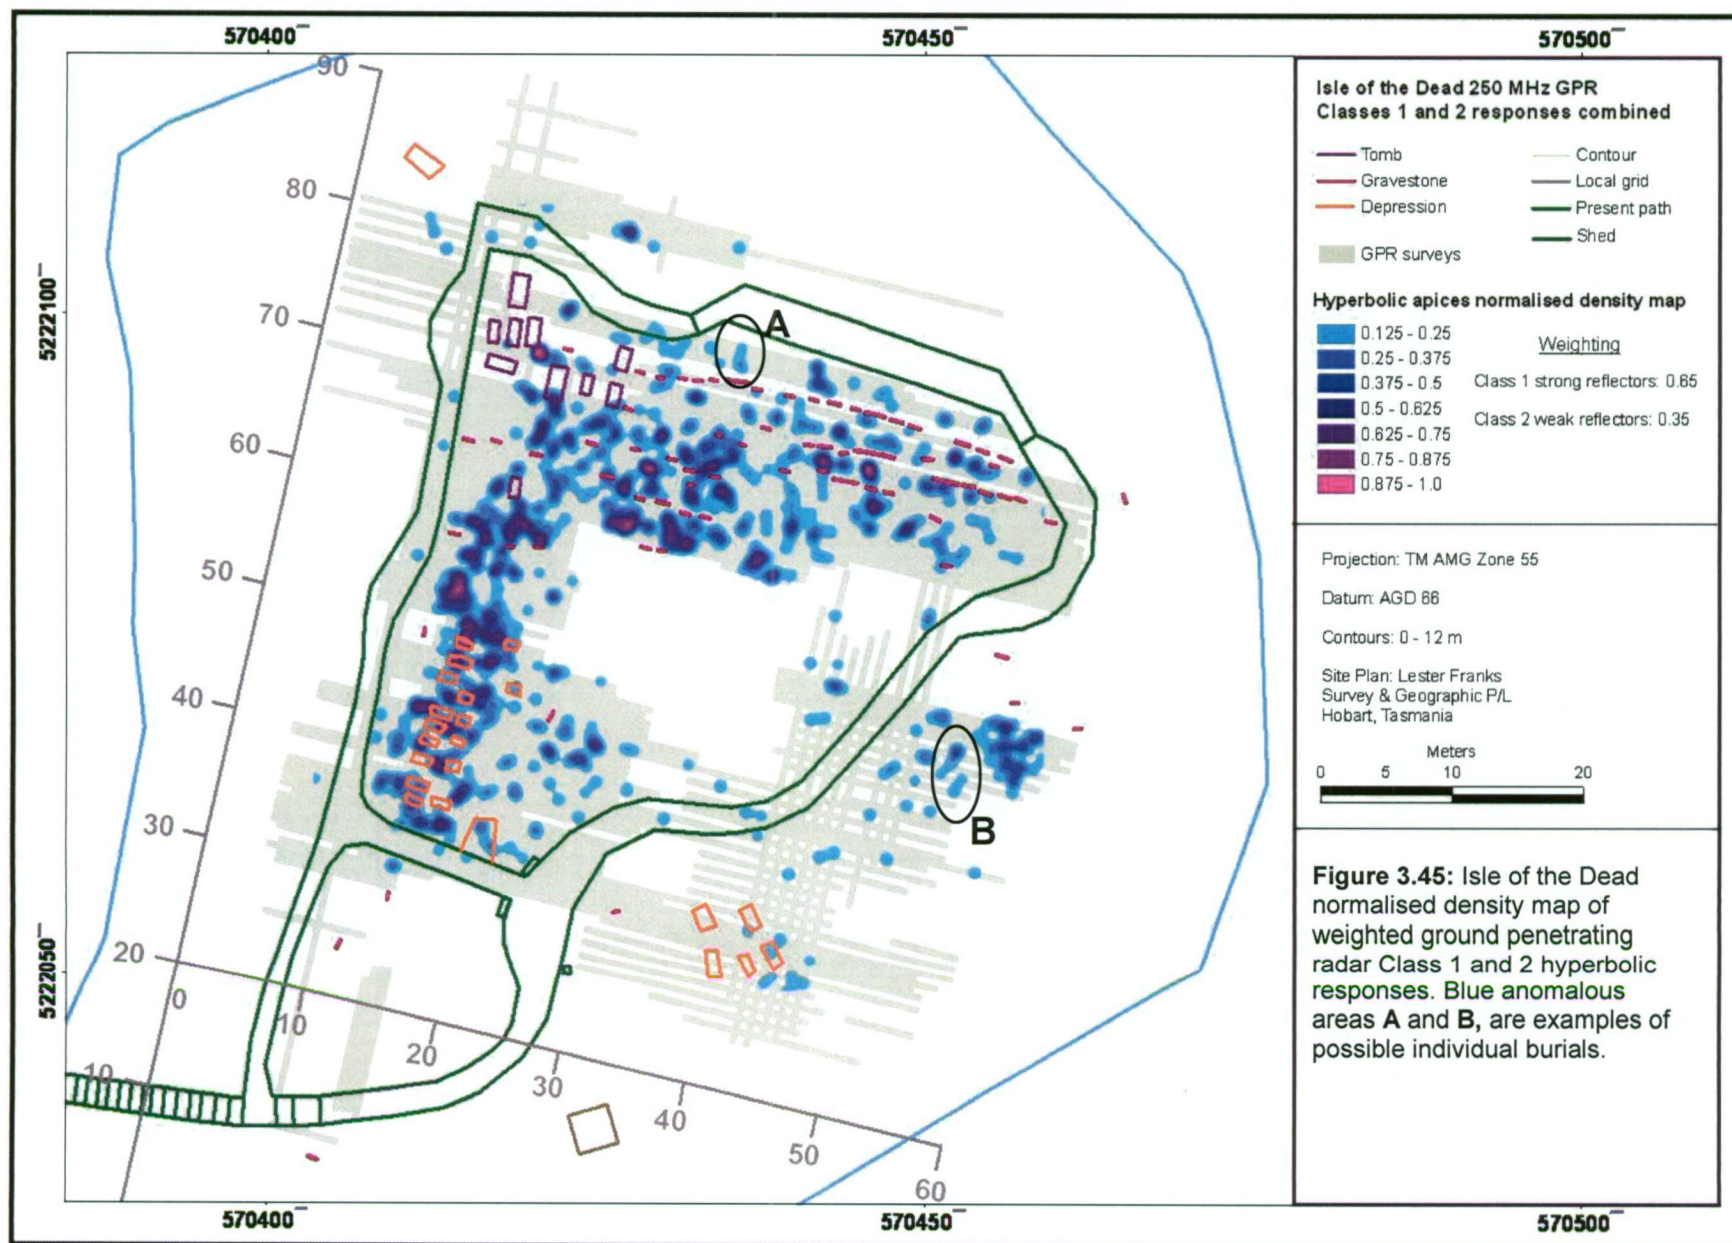 570400
570450
570500
5222100
5222050
90
80
70
60
50
40
30
20
10
0
10
20
30
40
50
60
A
B
570400
570450
570500
Isle of the Dead 250 MHz GPR
Classes 1 and 2 responses combined
Tomb
Gravestone
Depression
GPR surveys
Contour
Local grid
Present path
Shed
Hyperbolic apices normalised density map
0.125 - 0.25
0.25 - 0.375
0.375 - 0.5
0.5 - 0.625
0.625 - 0.75
0.75 - 0.875
0.875 - 1.0
Weighting
Class 1 strong reflectors: 0.65
Class 2 weak reflectors: 0.35
Projection: TM AMG Zone 55
Datum: AGD 66
Contours: 0 - 12 m
Site Plan: Lester Franks
Survey & Geographic P/L
Hobart, Tasmania
Meters
0 5 10 20
Figure 3.45: Isle of the Dead
normalised density map of
weighted ground penetrating
radar Class 1 and 2 hyperbolic
responses. Blue anomalous
areas A and B, are examples of
possible individual burials.